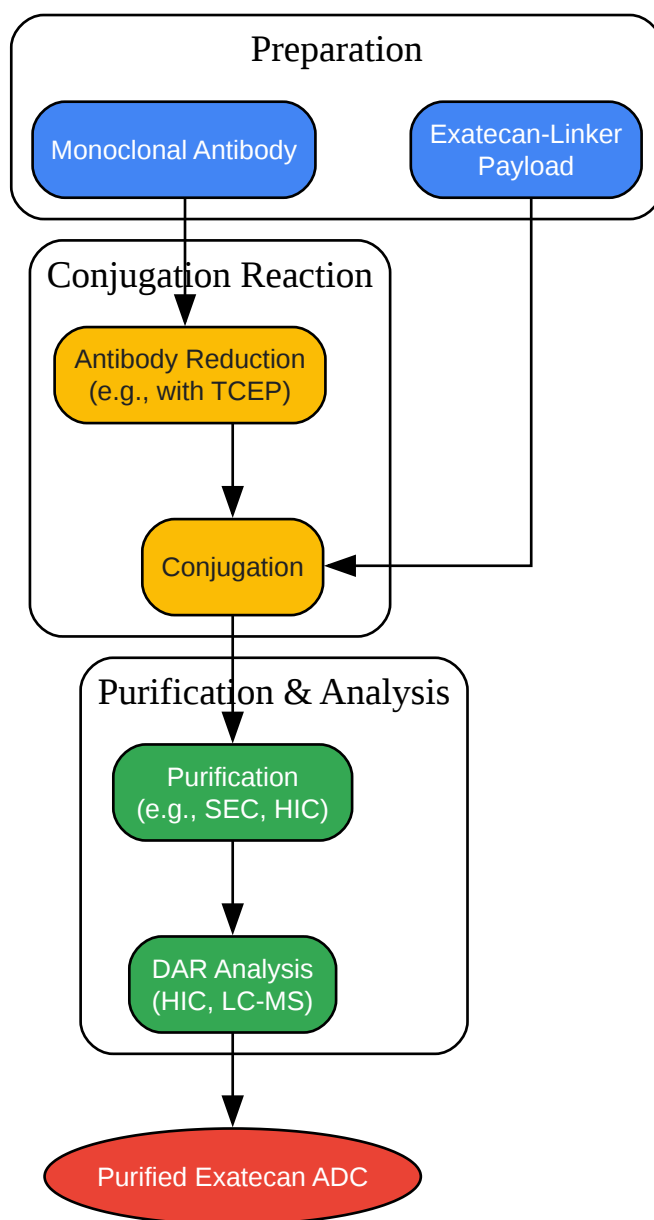 Preparation
Monoclonal Antibody
Exatecan-Linker
Payload
Conjugation Reaction
Antibody Reduction
(e.g., with TCEP)
Conjugation
Purification & Analysis
Purification
(e.g., SEC, HIC)
DAR Analysis
(HIC, LC-MS)
Purified Exatecan ADC